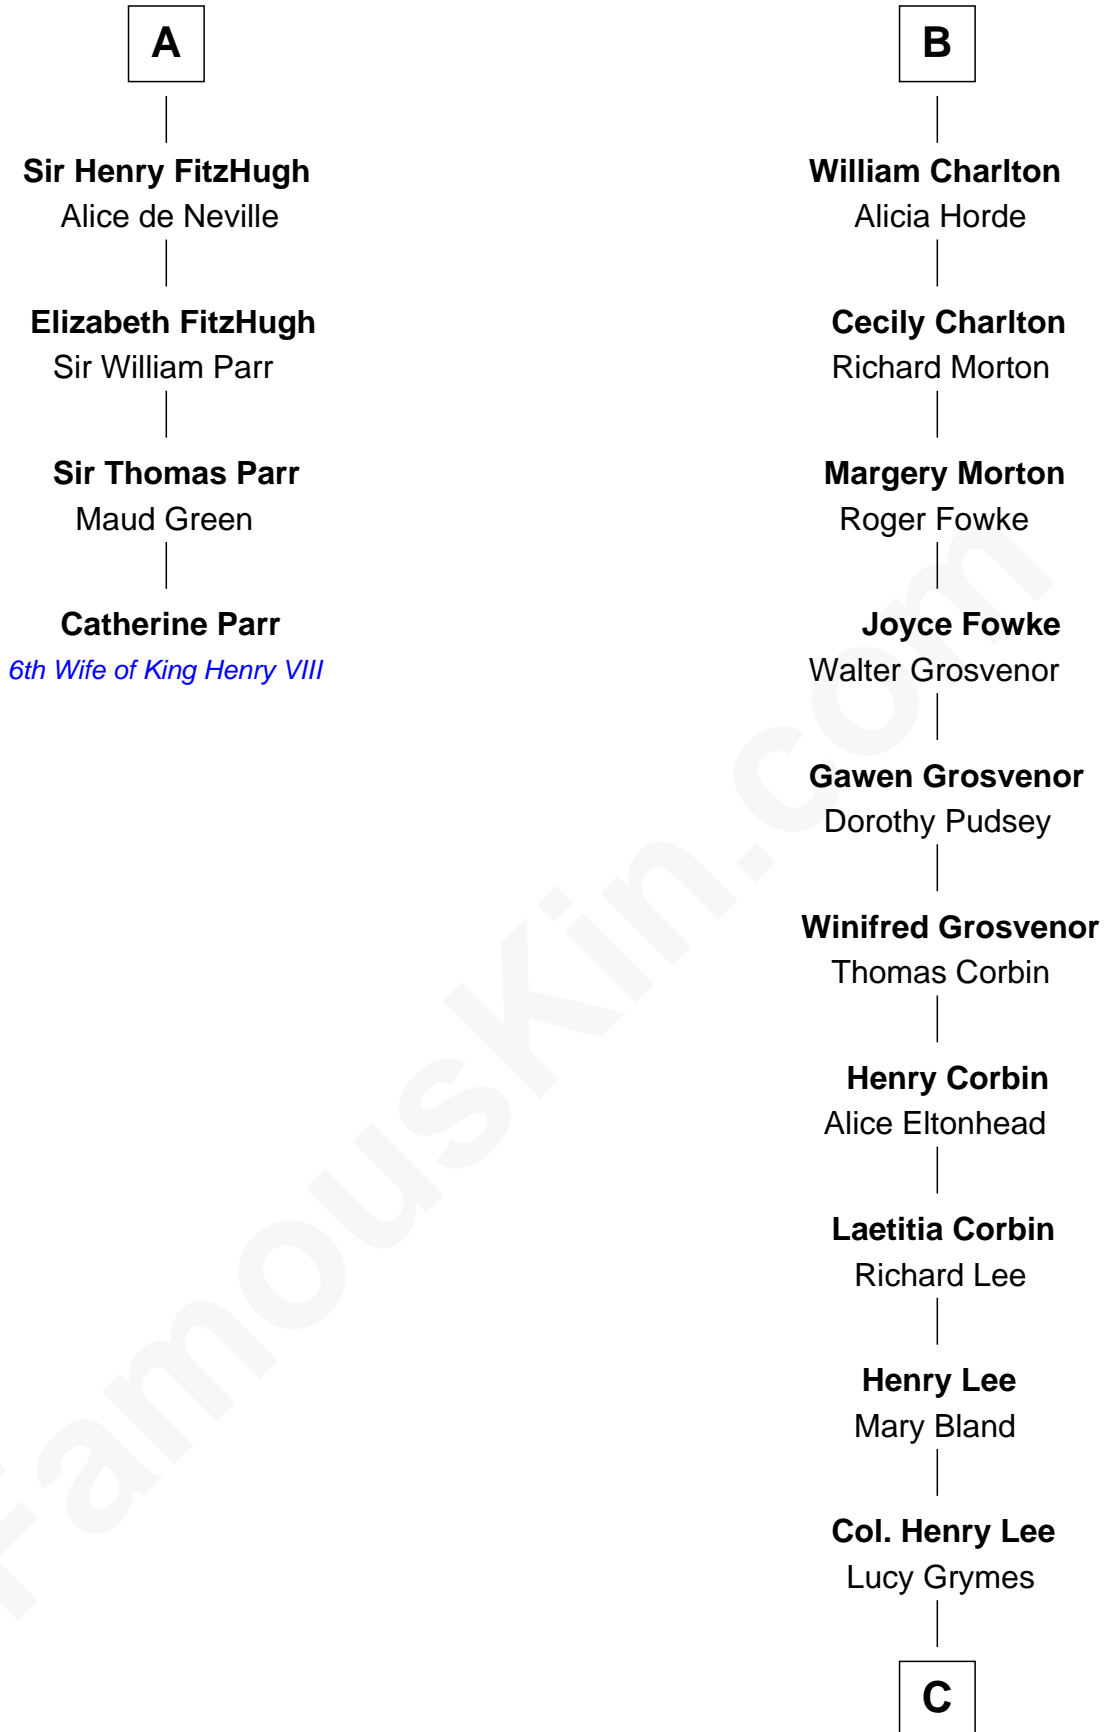 A
Sir Henry FitzHugh
Alice de Neville
Elizabeth FitzHugh
Sir William Parr
Sir Thomas Parr
Maud Green
Catherine Parr
6th Wife of King Henry VIII
B
William Charlton
Alicia Horde
Cecily Charlton
Richard Morton
Margery Morton
Roger Fowke
Joyce Fowke
Walter Grosvenor
Gawen Grosvenor
Dorothy Pudsey
Winifred Grosvenor
Thomas Corbin
Henry Corbin
Alice Eltonhead
Laetitia Corbin
Richard Lee
Henry Lee
Mary Bland
Col. Henry Lee
Lucy Grymes
C
FamousKin.com